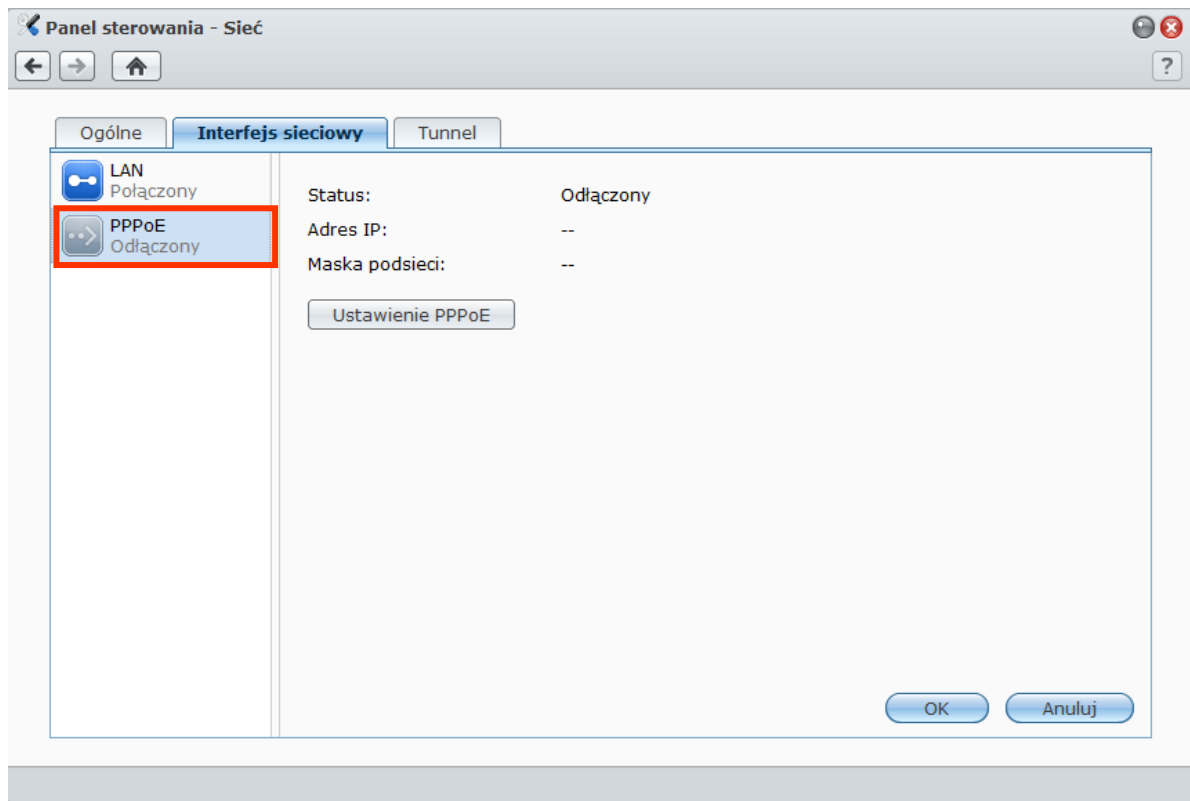 Panel sterowania - Sieć
?
Ogólne
Interfejs sieciowy
Tunnel
LAN
Połączony
PPPoE
Odłączony
Status: Odłączony
Adres IP: --
Maska podsieci: --
Ustawienie PPPoE
OK
Anuluj